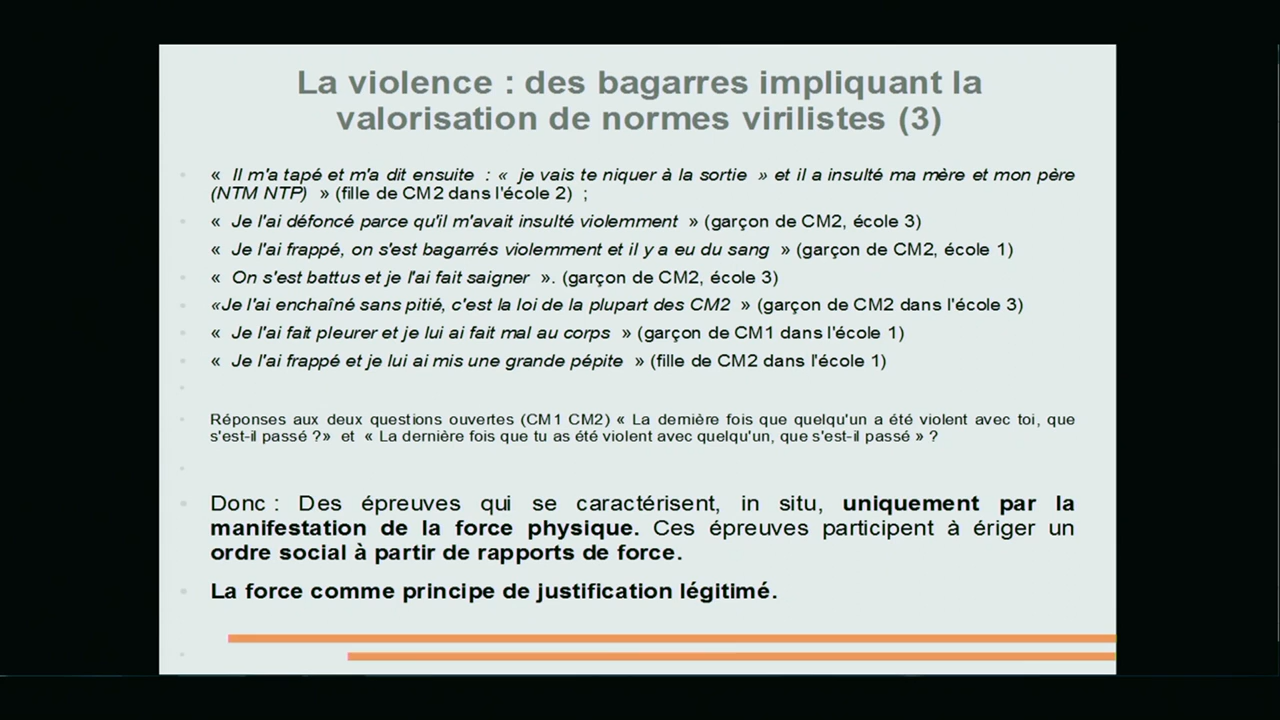 La violence : des bagarres impliquant la
valorisation de normes virilistes (3)
« Il m'a tapé et m'a dit ensuite : « je vais te niquer à la sortie » et il a insulté ma mère et mon père
(NTM NTP) » (fille de CM2 dans l'école 2) ;
« Je l'ai défoncé parce qu'il m'avait insulté violemment » (garçon de CM2, école 3)
« Je l'ai frappé, on s'est bagarrés violemment et il y a eu du sang » (garçon de CM2, école 1)
« On s'est battus et je l'ai fait saigner ». (garçon de CM2, école 3)
«Je l'ai enchaîné sans pitié, c'est la loi de la plupart des CM2 » (garçon de CM2 dans l'école 3)
« Je l'ai fait pleurer et je lui ai fait mal au corps » (garçon de CM1 dans l'école 1)
« Je l'ai frappé et je lui ai mis une grande pépite » (fille de CM2 dans l'école 1)
Réponses aux deux questions ouvertes (CM1 CM2) « La dernière fois que quelqu'un a été violent avec toi, que
s'est-il passé ?» et « La dernière fois que tu as été violent avec quelqu'un, que s'est-il passé » ?
Donc : Des épreuves qui se caractérisent, in situ, uniquement par la
manifestation de la force physique. Ces épreuves participent à ériger un
ordre social à partir de rapports de force.
La force comme principe de justification légitimé.